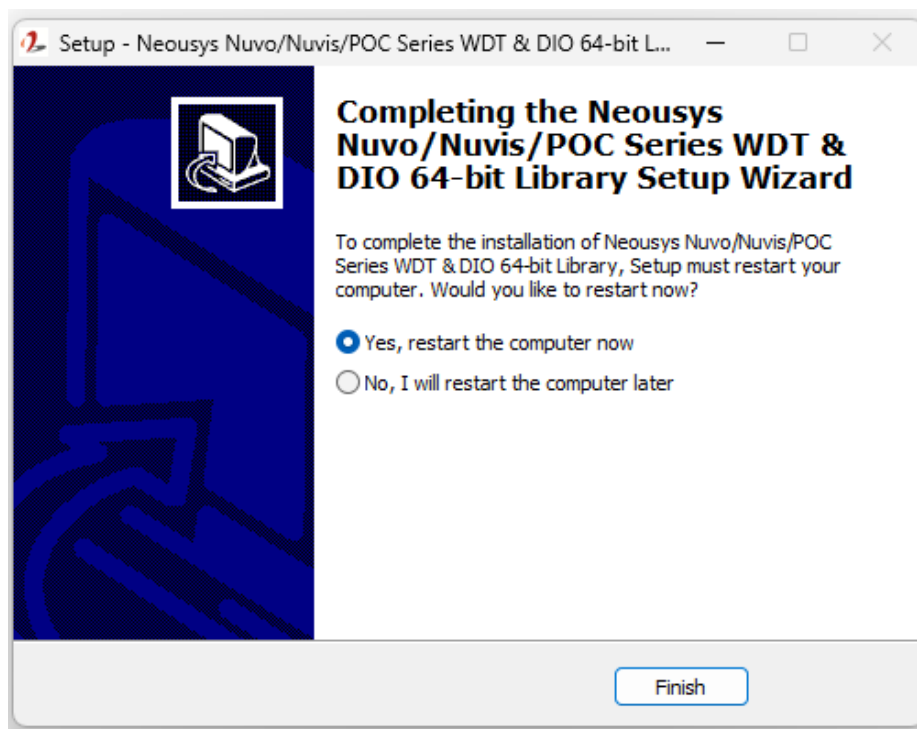 Setup - Neousys Nuvo/Nuvis/POC Series WDT & DIO 64-bit L...
Completing the Neousys
Nuvo/Nuvis/POC Series WDT &
DIO 64-bit Library Setup Wizard
To complete the installation of Neousys Nuvo/Nuvis/POC
Series WDT & DIO 64-bit Library, Setup must restart your
computer. Would you like to restart now?
Yes, restart the computer now
No, I will restart the computer later
Finish